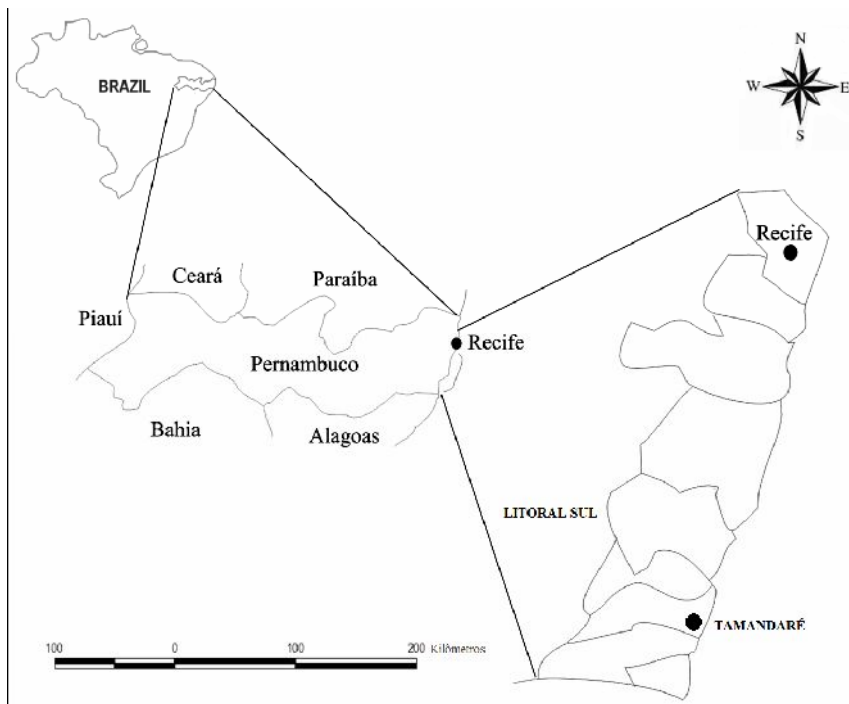 BRAZIL
N
W E
S
Recife
Ceará
Paraíba
Piauí
Recife
Pernambuco
Bahia
Alagoas
LITORAL SUL
TAMANDARÉ
100 0 100 200 Kilômetros